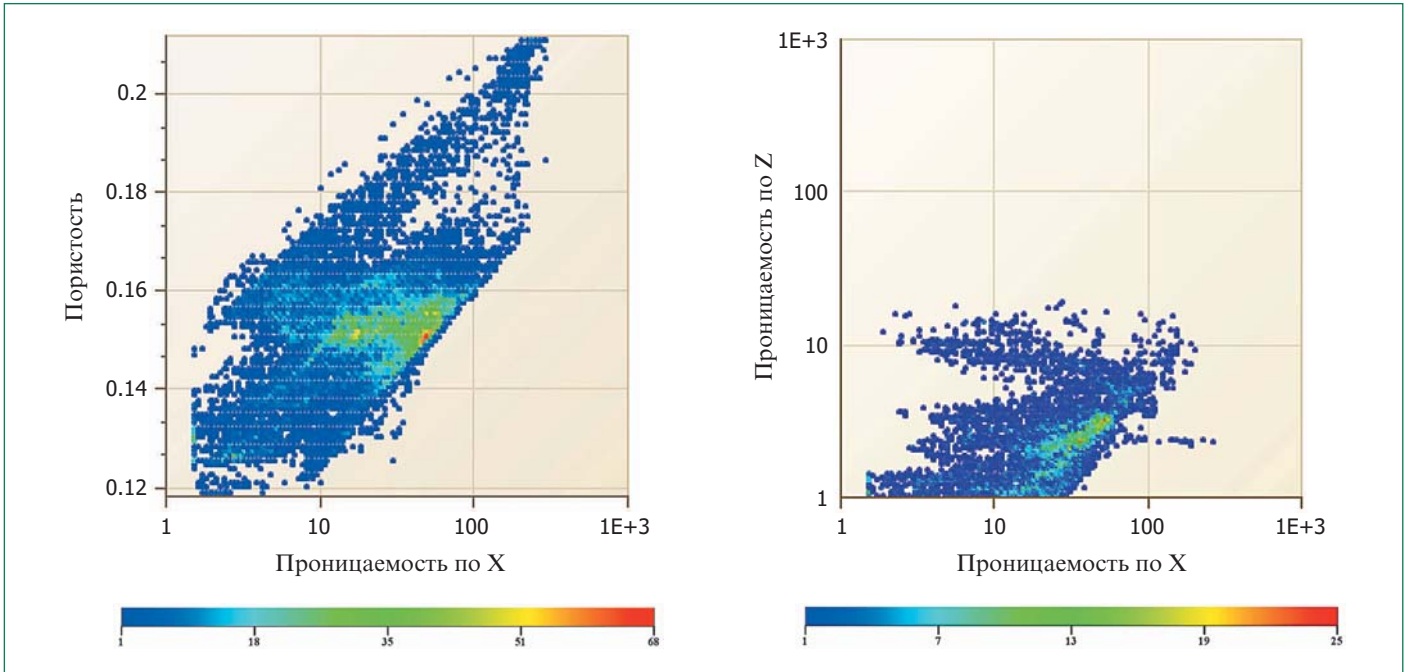 Пористость
0.2
0.18
0.16
0.14
0.12
1 10 100 1E+3
Проницаемость по X
1 18 35 51 68
Проницаемость по Z
1E+3
100
10
1
1 10 100 1E+3
Проницаемость по X
1 7 13 19 25